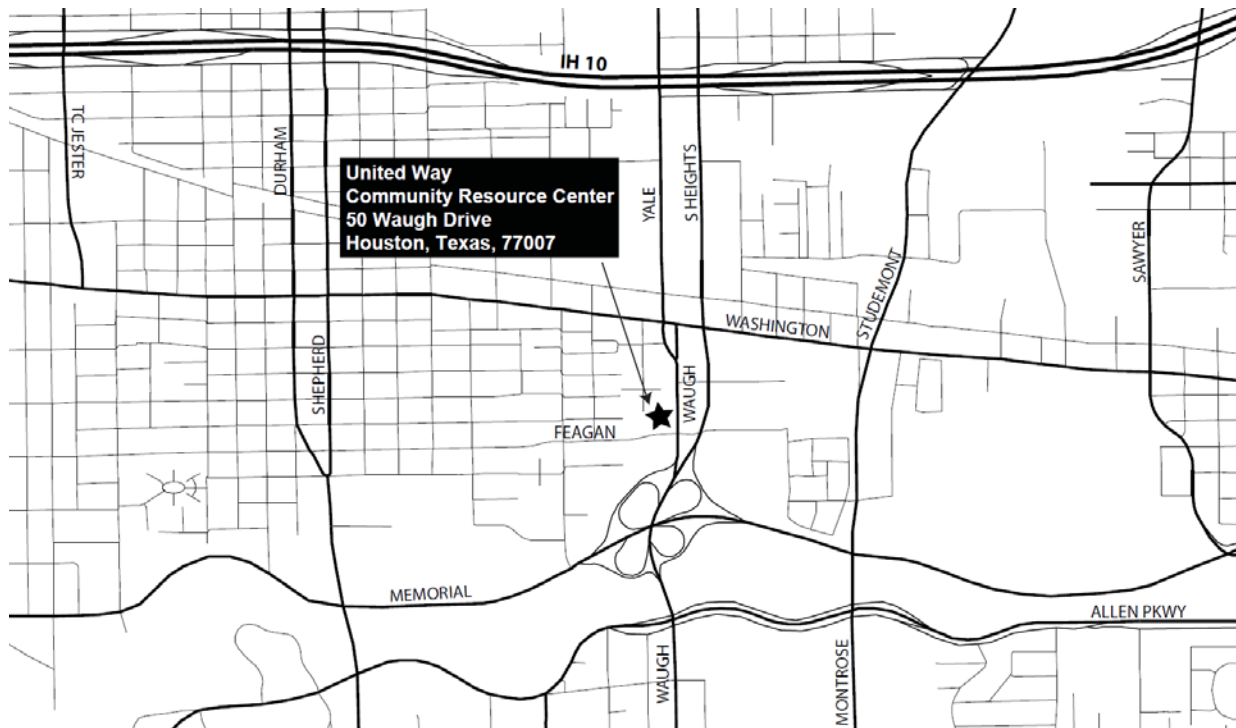 IH 10
TC JESTER
DURHAM
United Way
Community Resource Center
50 Waugh Drive
Houston, Texas, 77007
YALE
S HEIGHTS
SAWYER
STUDEMONT
WASHINGTON
SHEPHERD
WAUGH
FEAGAN
MEMORIAL
ALLEN PKWY
WAUGH
MONTROSE